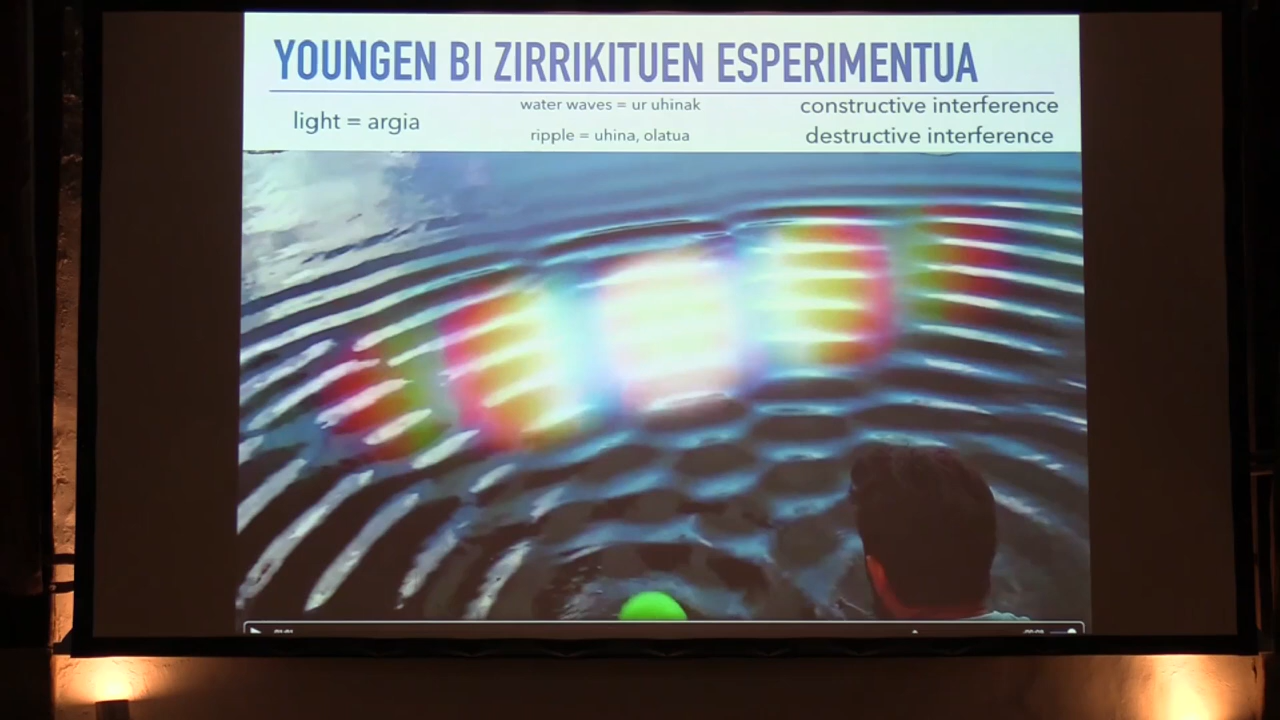 YOUNGEN BI ZIRRIKITUEN ESPERIMENTUA
light = argia
water waves = ur uhinak
ripple = uhina, olatua
constructive interference
destructive interference